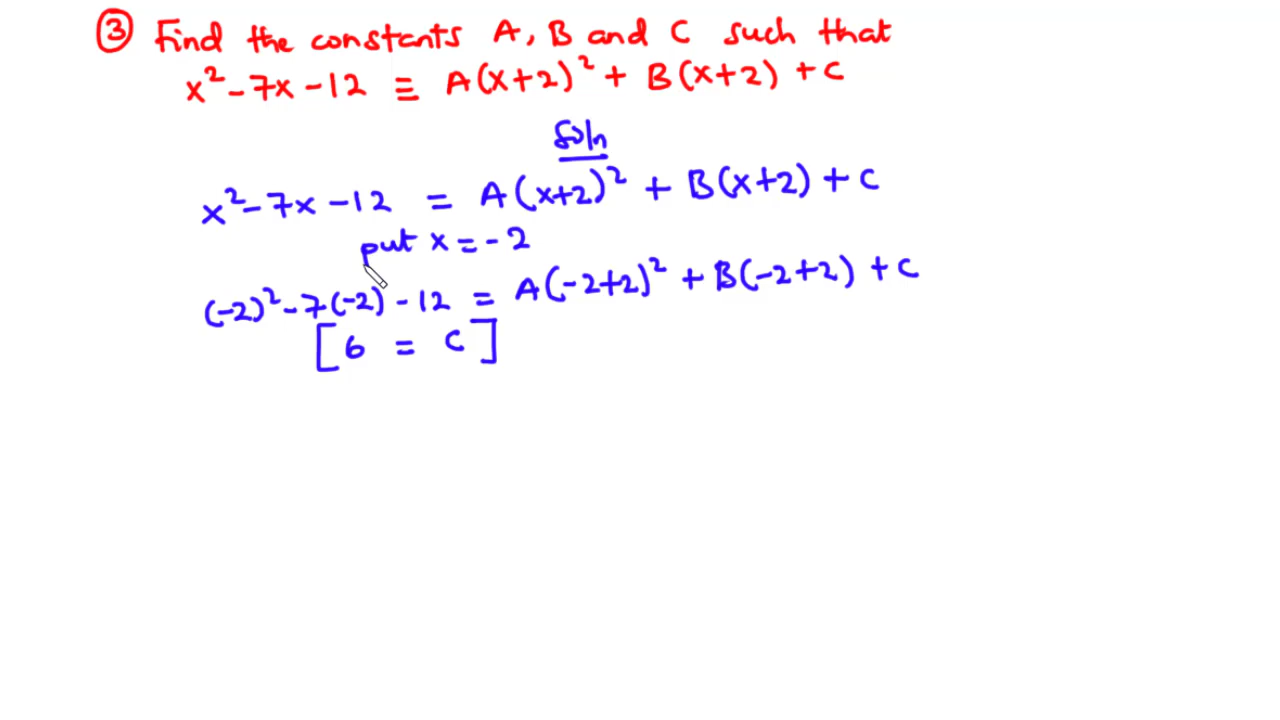 ③ Find the constants A, B and C such that
x² - 7x - 12 ≡ A(x+2)² + B(x+2) + C
Soln
x² - 7x - 12 = A(x+2)² + B(x+2) + C
put x = -2
(-2)² - 7(-2) - 12 = A(-2+2)² + B(-2+2) + C
[6 = C]